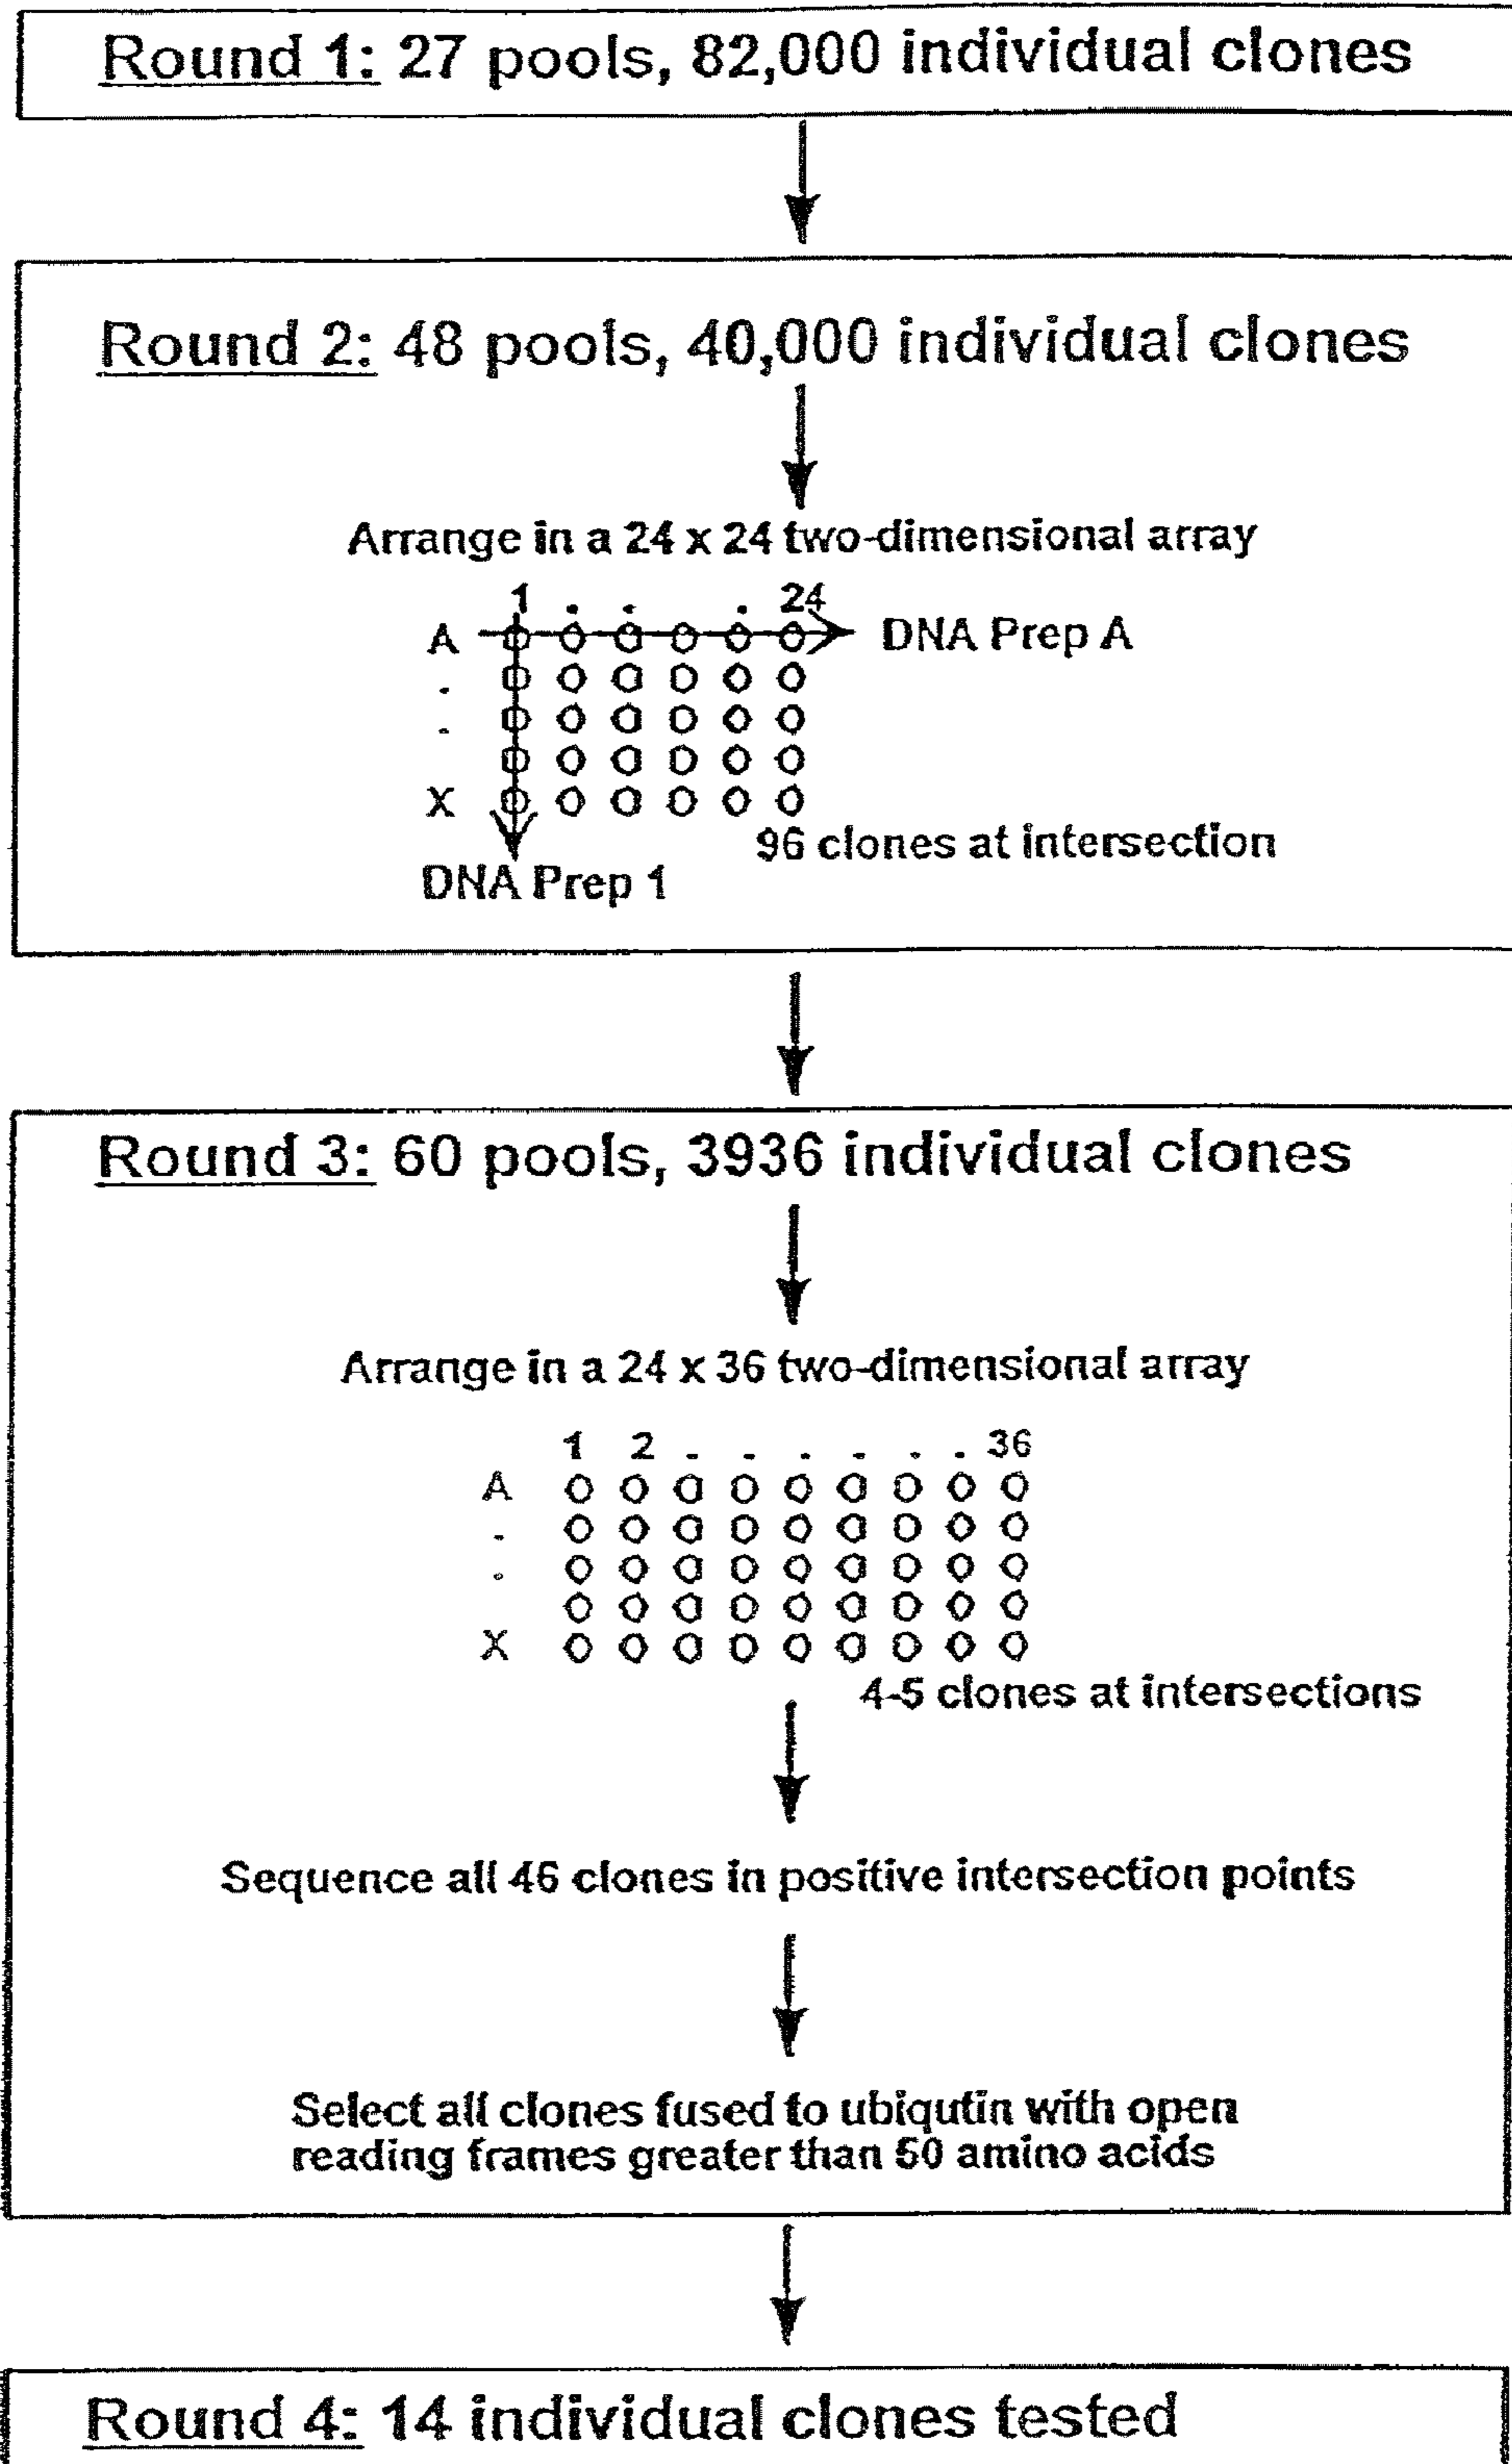 Round 1: 27 pools, 82,000 individual clones
Round 2: 48 pools, 40,000 individual clones
Arrange in a 24 x 24 two-dimensional array
1 . . . 24
A DNA Prep A
.
.
X
96 clones at intersection
DNA Prep 1
Round 3: 60 pools, 3936 individual clones
Arrange in a 24 x 36 two-dimensional array
1 2 . . . . . . 36
A
.
.
X
4-5 clones at intersections
Sequence all 46 clones in positive intersection points
Select all clones fused to ubiqutin with open
reading frames greater than 50 amino acids
Round 4: 14 individual clones tested